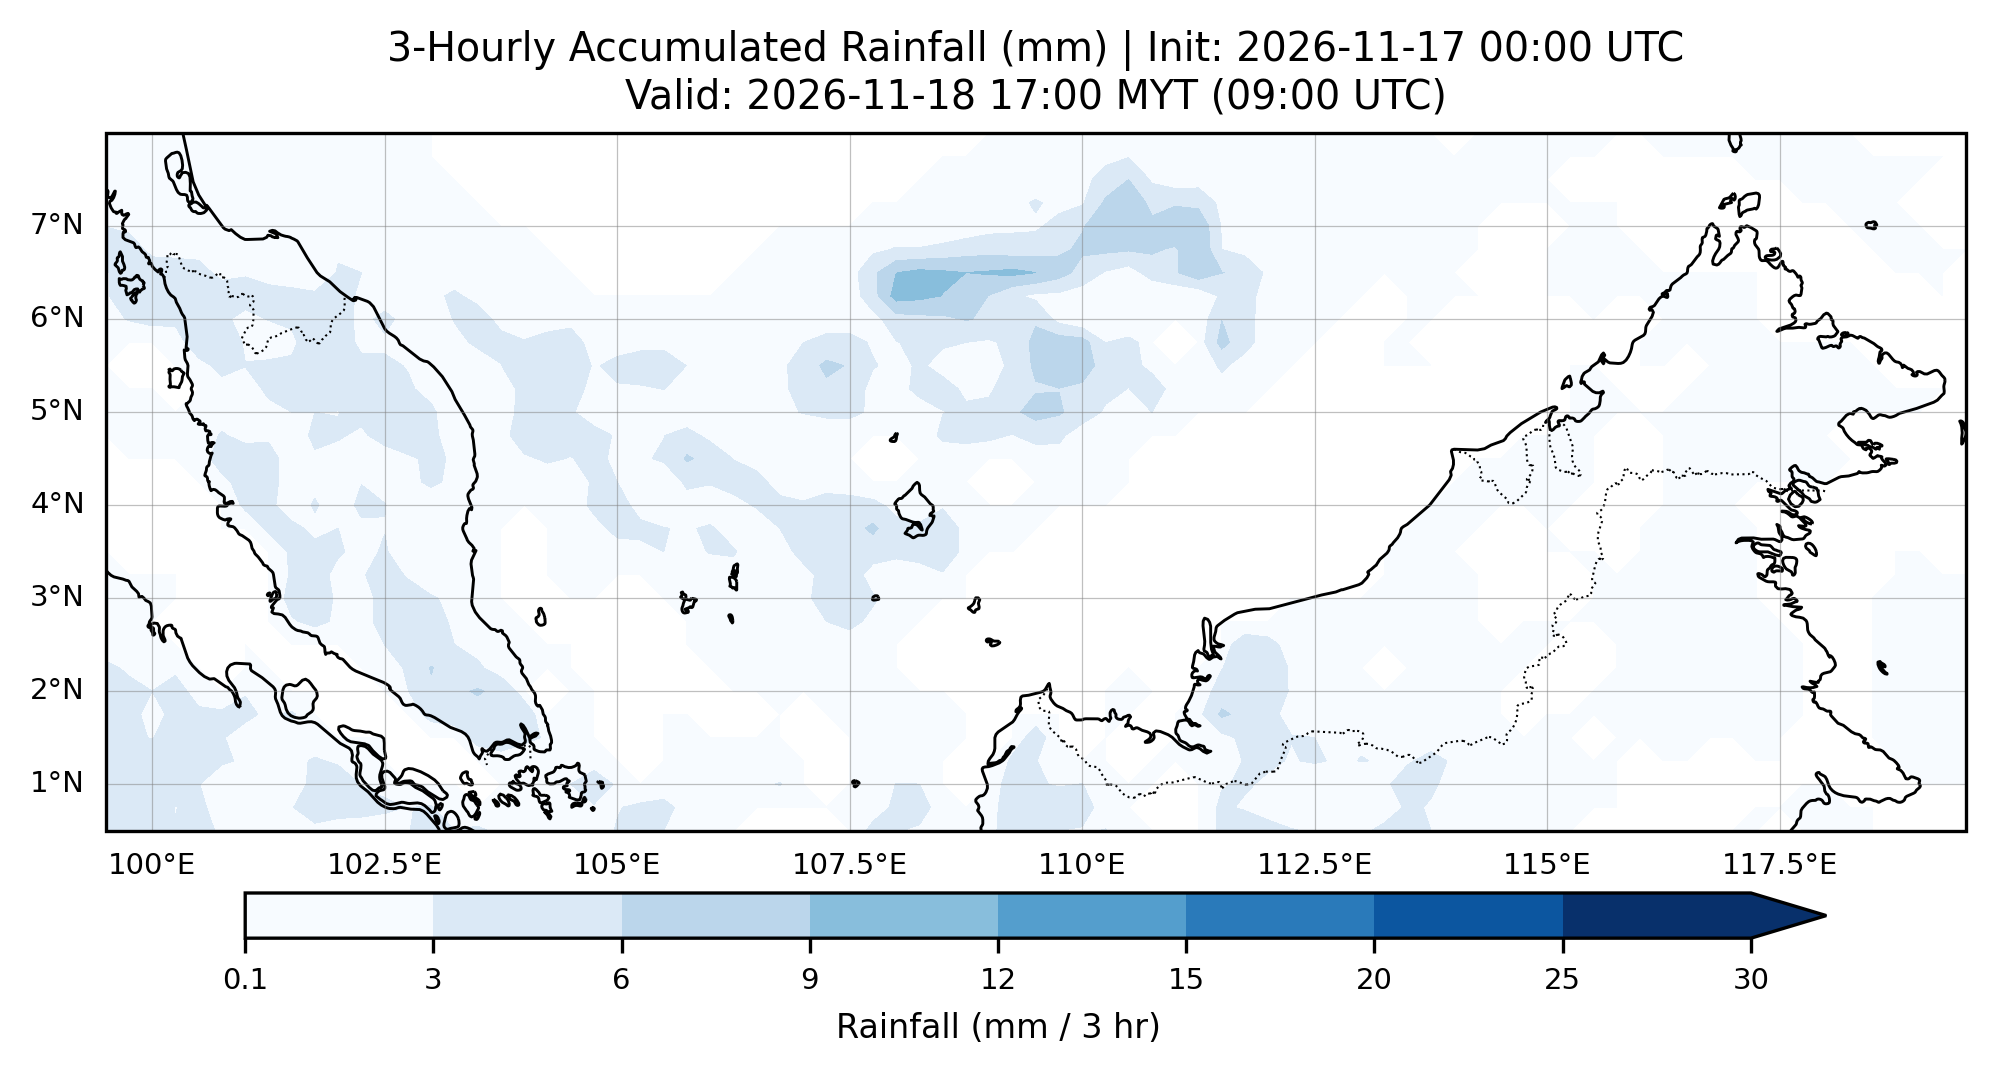 3-Hourly Accumulated Rainfall (mm) | Init: 2026-11-17 00:00 UTC
Valid: 2026-11-18 17:00 MYT (09:00 UTC)
7°N
6°N
5°N
4°N
3°N
2°N
1°N
100°E 102.5°E 105°E 107.5°E 110°E 112.5°E 115°E 117.5°E
0.1 3 6 9 12 15 20 25 30
Rainfall (mm / 3 hr)